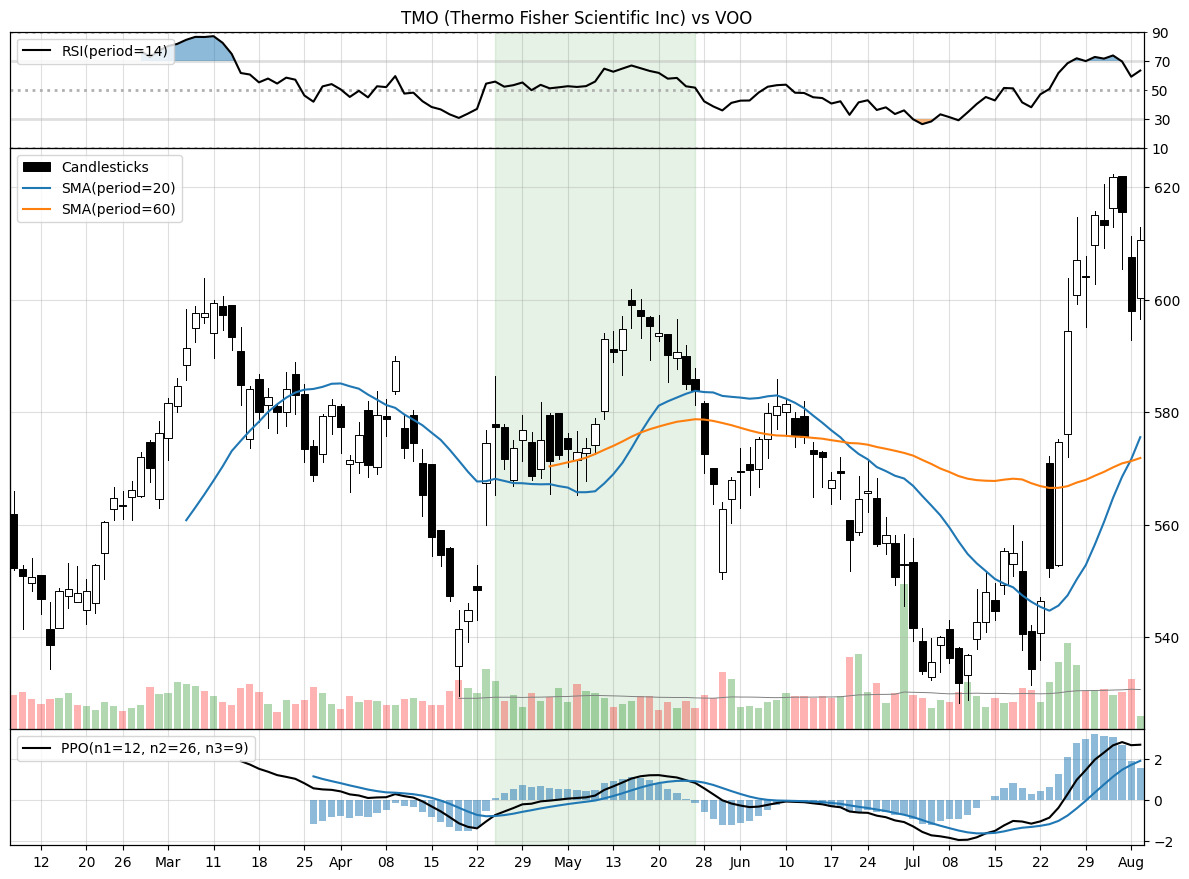 TMO (Thermo Fisher Scientific Inc) vs VOO
RSI(period=14)
90
70
50
30
10
Candlesticks
SMA(period=20)
SMA(period=60)
620
600
580
560
540
PPO(n1=12, n2=26, n3=9)
2
0
−2
12 20 26 Mar 11 18 25 Apr 08 15 22 29 May 13 20 28 Jun 10 17 24 Jul 08 15 22 29 Aug